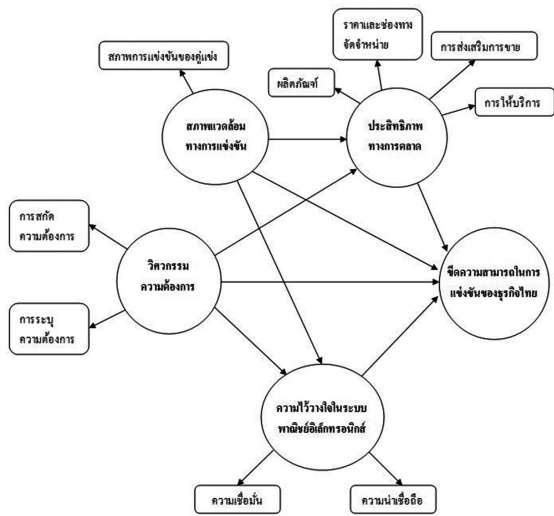 ราคาและช่องทาง
จัดจำหน่าย
การส่งเสริมการขาย
สภาพการแข่งขันของคู่แข่ง
ผลิตภัณฑ์
การให้บริการ
สภาพแวดล้อม
ทางการแข่งขัน
ประสิทธิภาพ
ทางการตลาด
การสกัด
ความต้องการ
วิศวกรรม
ความต้องการ
ขีดความสามารถในการ
แข่งขันของธุรกิจไทย
การระบุ
ความต้องการ
ความไว้วางใจในระบบ
พาณิชย์อิเล็กทรอนิกส์
ความเชื่อมั่น
ความน่าเชื่อถือ